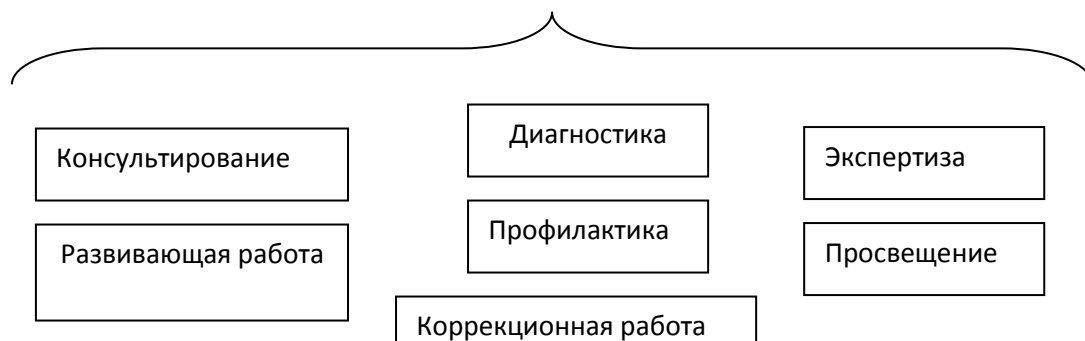 Диагностика
Консультирование
Экспертиза
Профилактика
Развивающая работа
Просвещение
Коррекционная работа